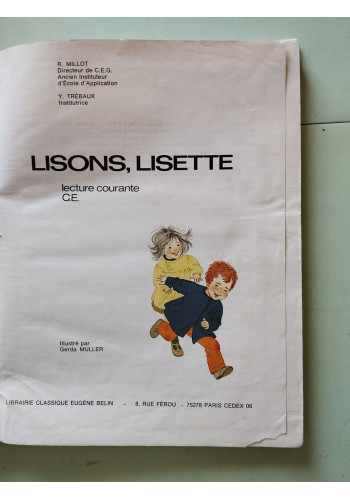 R. MILLOT
Directeur de C.E.G.
Ancien Instituteur
d'École d'Application
Y. TRÉBAUX
Institutrice
LISONS, LISETTE
lecture courante
C.E.
Illustré par
Gerda MULLER
LIBRAIRIE CLASSIQUE EUGÈNE BELIN - 8, RUE FÉROU - 75278 PARIS CEDEX 06